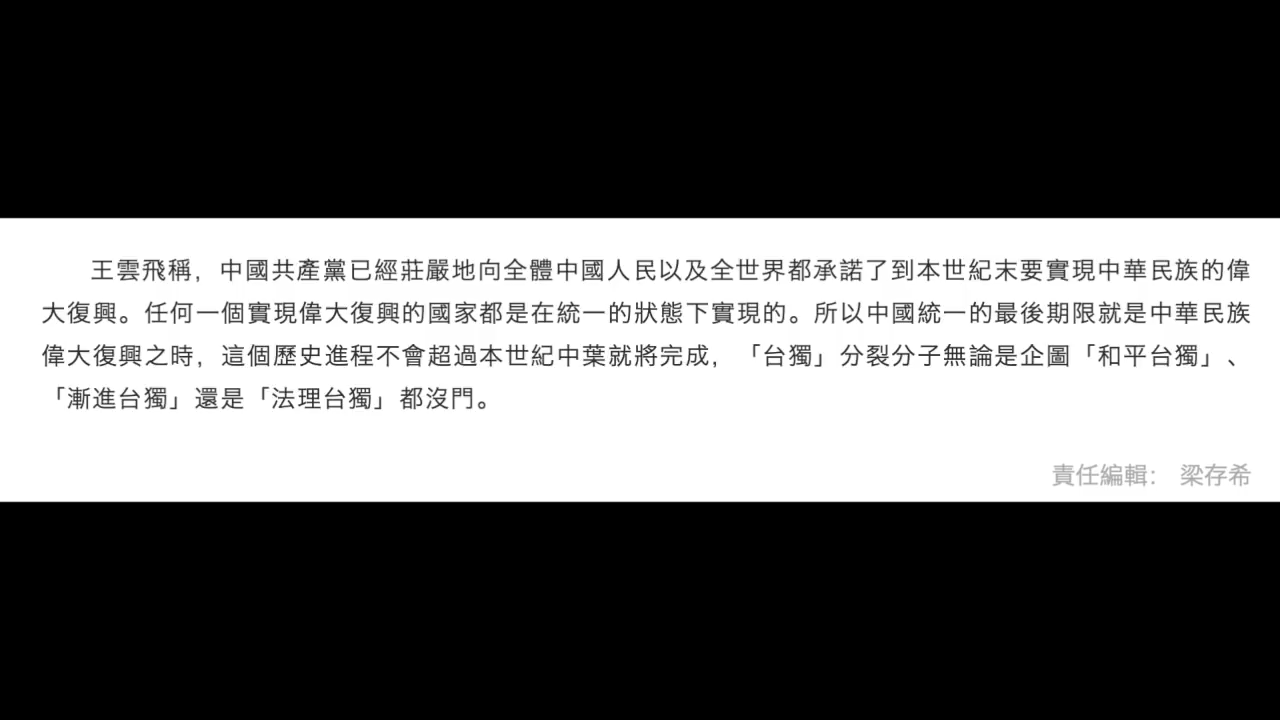 王雲飛稱，中國共產黨已經莊嚴地向全體中國人民以及全世界都承諾了到本世紀末要實現中華民族的偉
大復興。任何一個實現偉大復興的國家都是在統一的狀態下實現的。所以中國統一的最後期限就是中華民族
偉大復興之時，這個歷史進程不會超過本世紀中葉就將完成，「台獨」分裂分子無論是企圖「和平台獨」、
「漸進台獨」還是「法理台獨」都沒門。
責任編輯： 梁存希